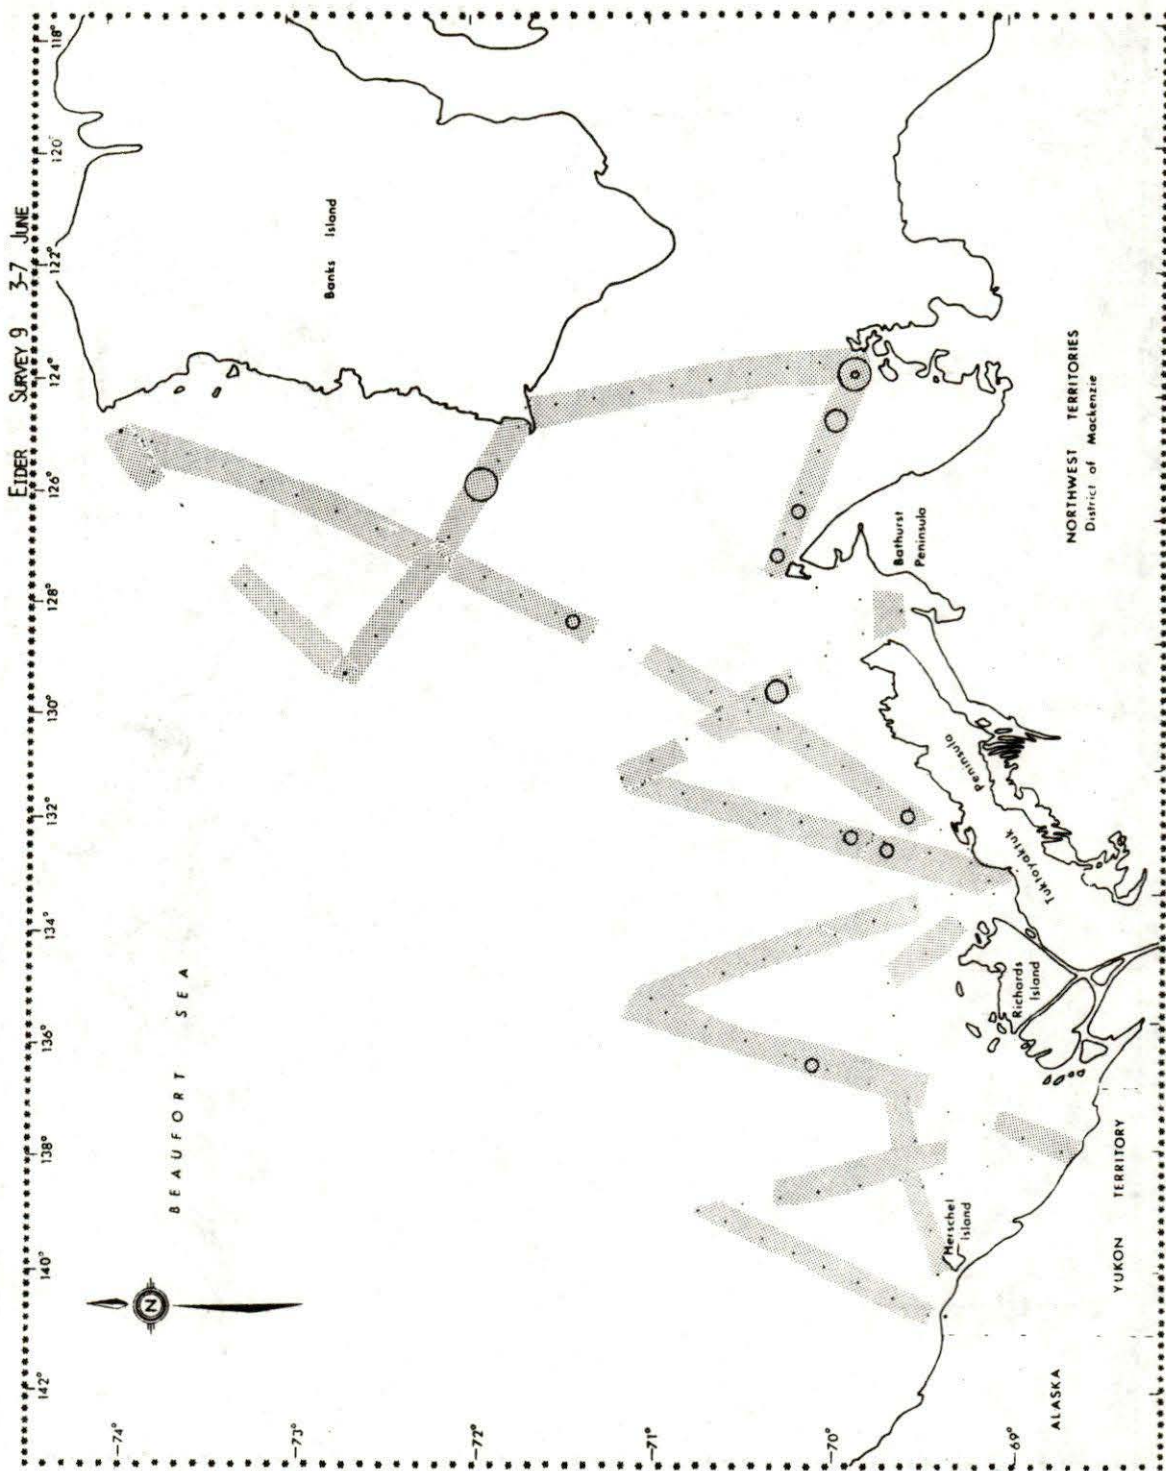 EIDER SURVEY 9 3-7 JUNE
142°
140°
138°
136°
134°
132°
130°
128°
126°
124°
122°
120°
118°
-74°
-73°
-72°
-71°
-70°
-69°
N
BEAUFORT SEA
Banks Island
Bathurst
Peninsula
NORTHWEST TERRITORIES
District of Mackenzie
Tuktoyaktuk
Peninsula
Richards
Island
Herschel
Island
YUKON TERRITORY
ALASKA